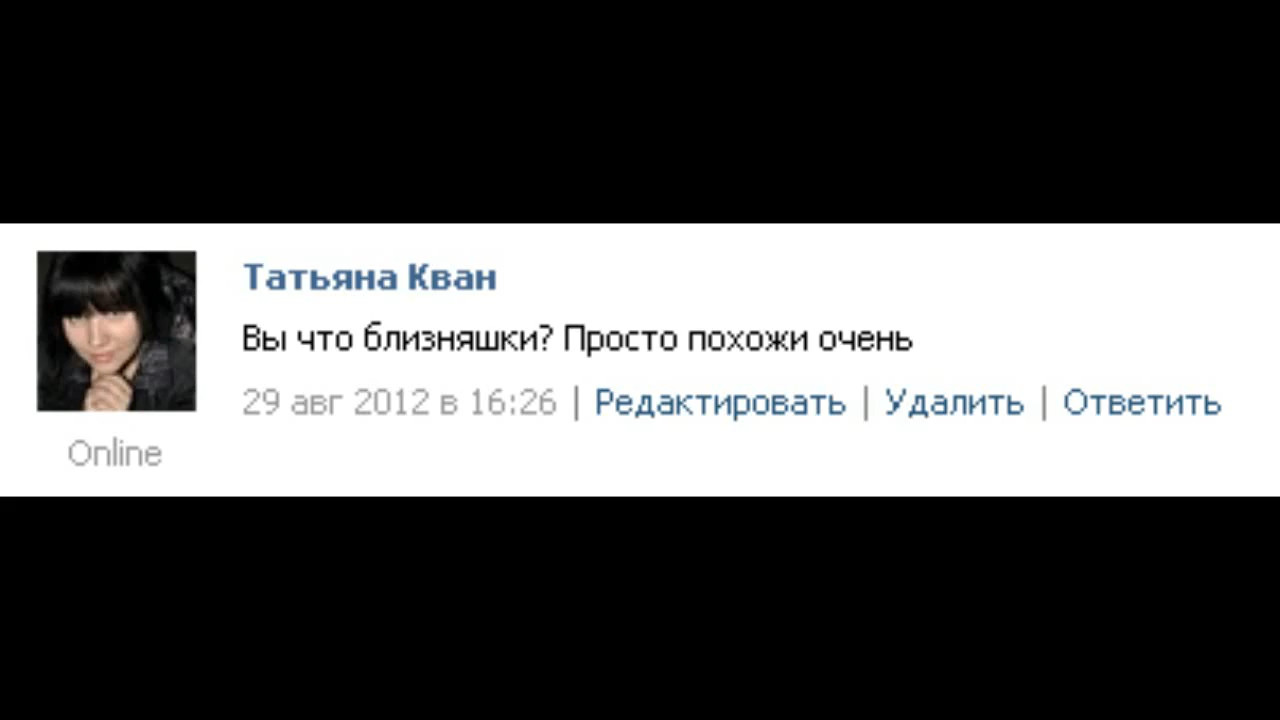 Татьяна Кван
Вы что близняшки? Просто похожи очень
29 авг 2012 в 16:26 | Редактировать | Удалить | Ответить
Online